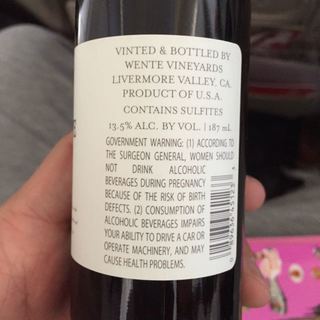 VINTED & BOTTLED BY
WENTE VINEYARDS
LIVERMORE VALLEY, CA.
PRODUCT OF U.S.A.
CONTAINS SULFITES
13.5% ALC. BY VOL. | 187 mL
GOVERNMENT WARNING: (1) ACCORDING
TO THE SURGEON GENERAL, WOMEN SHOULD
NOT DRINK ALCOHOLIC
BEVERAGES DURING PREGNANCY
BECAUSE OF THE RISK OF BIRTH
DEFECTS. (2) CONSUMPTION OF
ALCOHOLIC BEVERAGES IMPAIRS
YOUR ABILITY TO DRIVE A CAR OR
OPERATE MACHINERY, AND MAY
CAUSE HEALTH PROBLEMS.